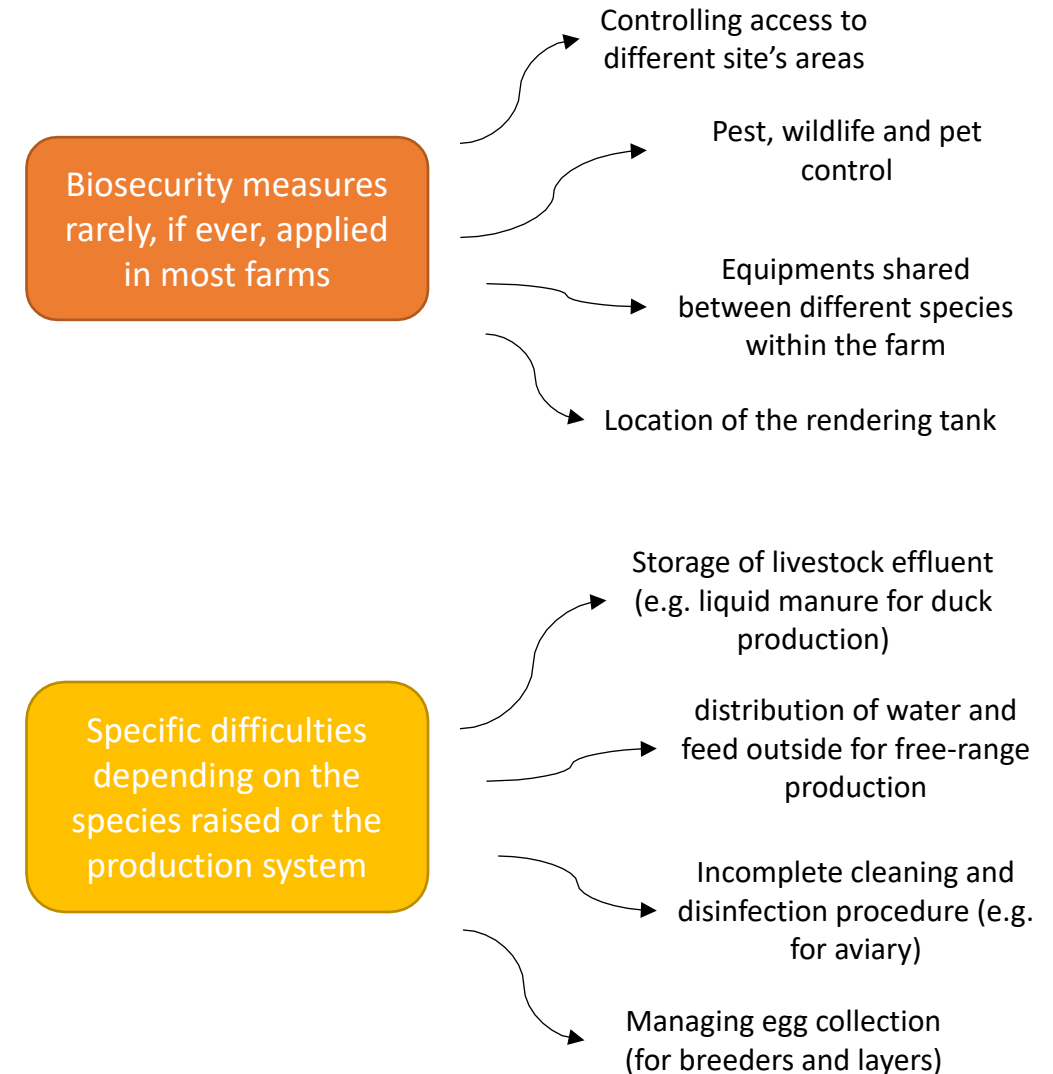 Controlling access to
different site's areas
Biosecurity measures
rarely, if ever, applied
in most farms
Pest, wildlife and pet
control
Equipments shared
between different species
within the farm
Location of the rendering tank
Storage of livestock effluent
(e.g. liquid manure for duck
production)
Specific difficulties
depending on the
species raised or the
production system
distribution of water and
feed outside for free-range
production
Incomplete cleaning and
disinfection procedure (e.g.
for aviary)
Managing egg collection
(for breeders and layers)